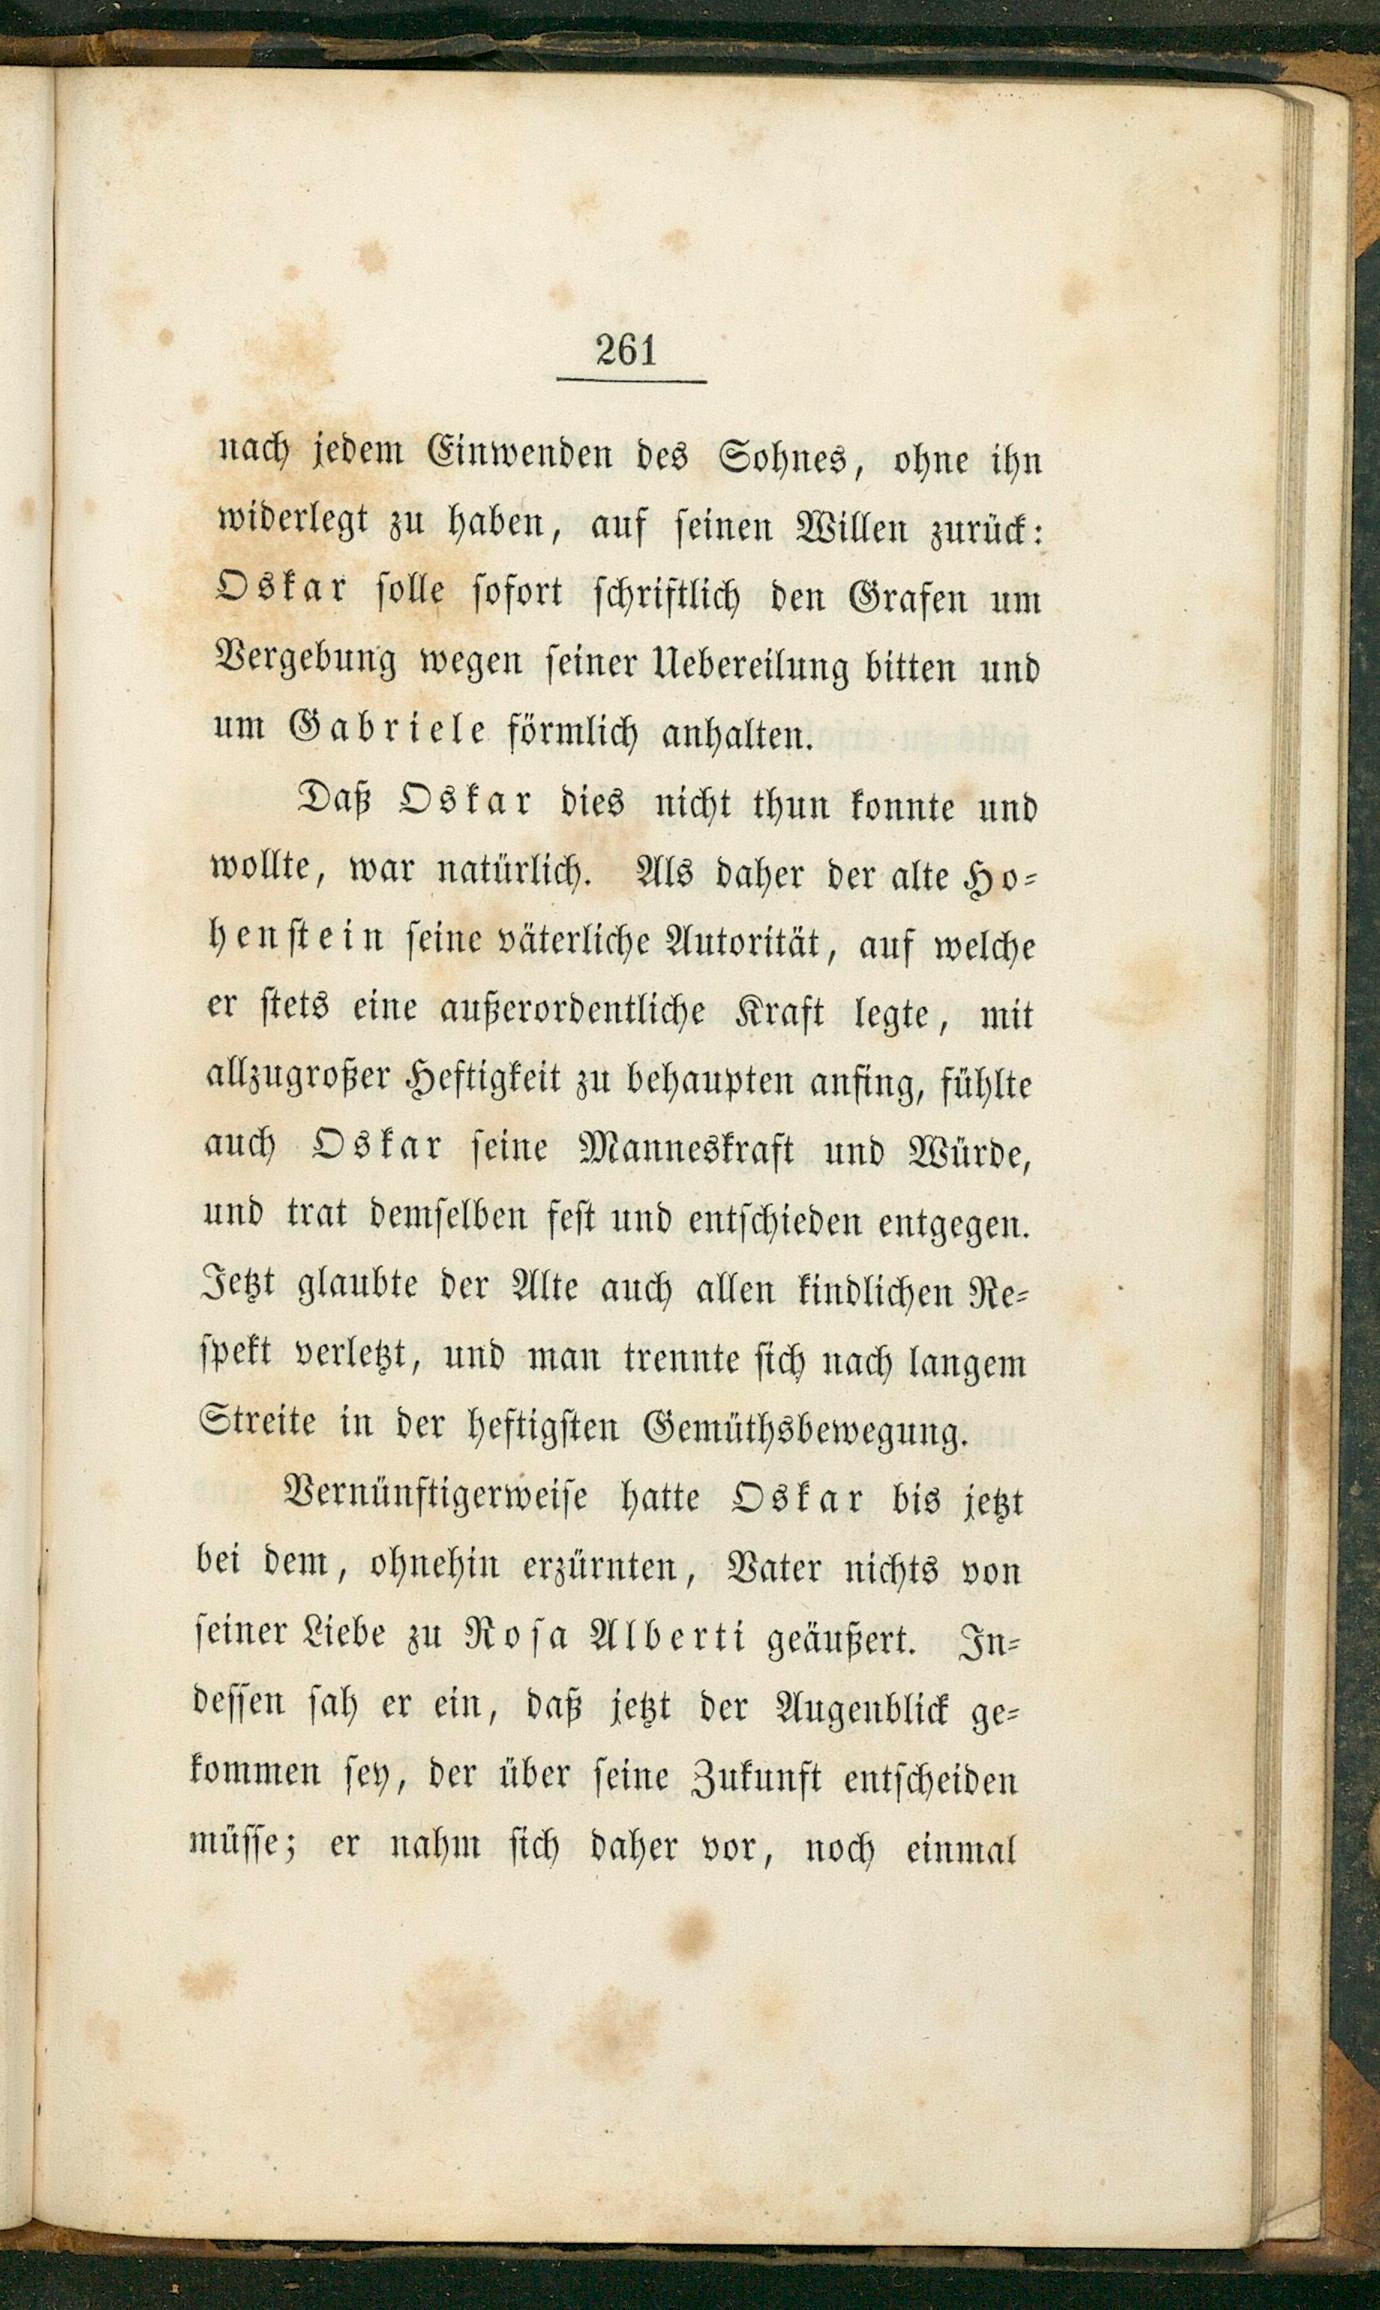 261
nach jedem Einwenden des Sohnes, ohne ihn
widerlegt zu haben, auf seinen Willen zurück:
Oskar solle sofort schriftlich den Grafen um
Vergebung wegen seiner Uebereilung bitten und
um Gabriele förmlich anhalten.
Daß Oskar dies nicht thun konnte und
wollte, war natürlich. Als daher der alte Ho-
henstein seine väterliche Autorität, auf welche
er stets eine außerordentliche Kraft legte, mit
allzugroßer Heftigkeit zu behaupten anfing, fühlte
auch Oskar seine Manneskraft und Würde,
und trat demselben fest und entschieden entgegen.
Jetzt glaubte der Alte auch allen kindlichen Re-
spekt verletzt, und man trennte sich nach langem
Streite in der heftigsten Gemüthsbewegung.
Vernünftigerweise hatte Oskar bis jetzt
bei dem, ohnehin erzürnten, Vater nichts von
seiner Liebe zu Rosa Alberti geäußert. In-
dessen sah er ein, daß jetzt der Augenblick ge-
kommen sey, der über seine Zukunft entscheiden
müsse; er nahm sich daher vor, noch einmal